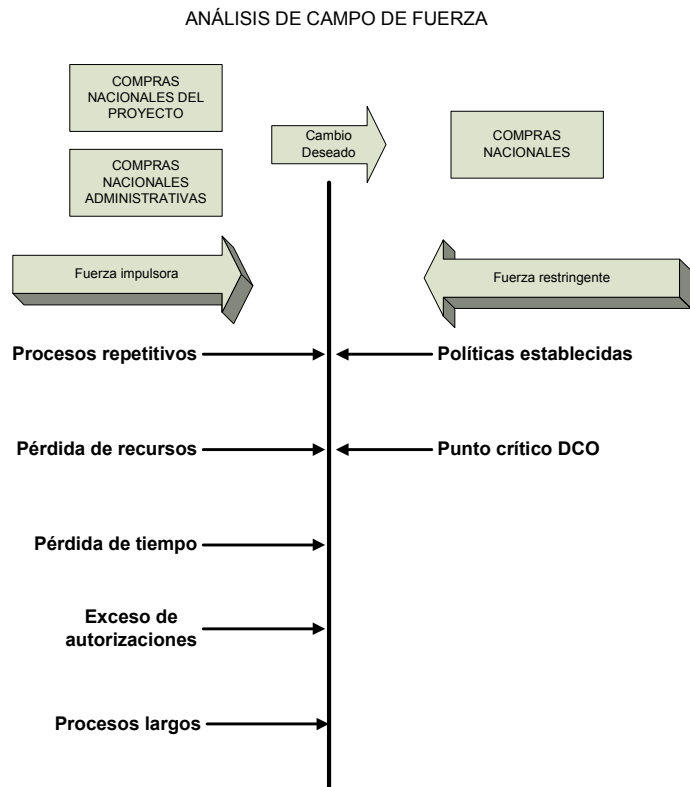 ANÁLISIS DE CAMPO DE FUERZA
COMPRAS
NACIONALES DEL
PROYECTO
COMPRAS
NACIONALES
ADMINISTRATIVAS
Cambio
Deseado
COMPRAS
NACIONALES
Fuerza impulsora
Fuerza restringente
Procesos repetitivos
Políticas establecidas
Pérdida de recursos
Punto crítico DCO
Pérdida de tiempo
Exceso de
autorizaciones
Procesos largos